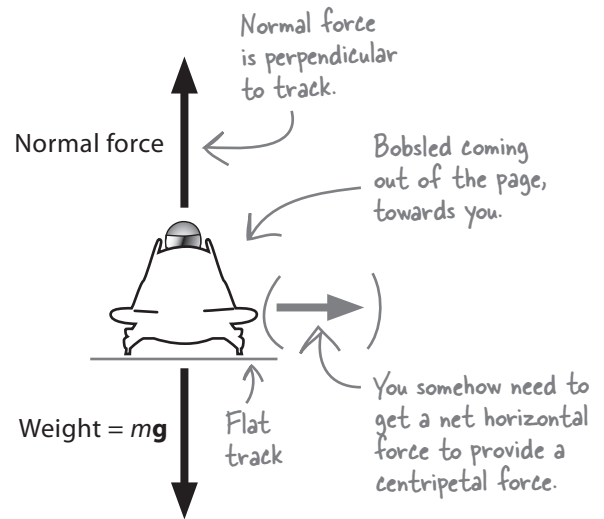 Normal force
is perpendicular
to track.
Normal force
Bobsled coming
out of the page,
towards you.
Weight = mg
Flat
track
You somehow need to
get a net horizontal
force to provide a
centripetal force.